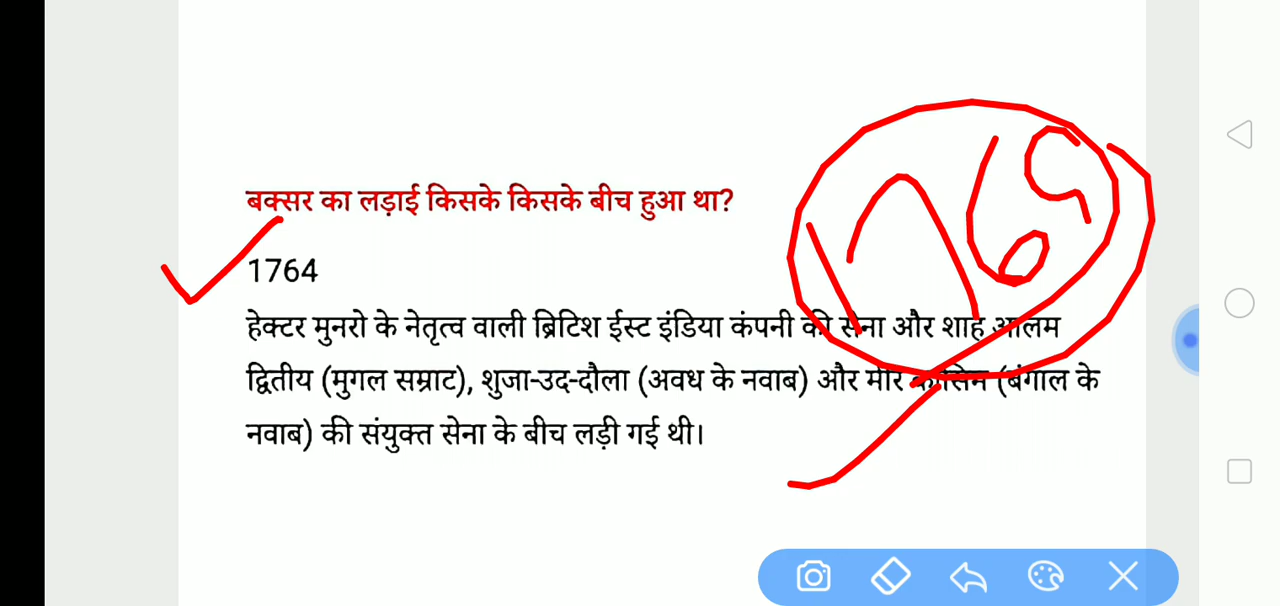 बक्सर का लड़ाई किसके किसके बीच हुआ था?
1764
हेक्टर मुनरो के नेतृत्व वाली ब्रिटिश ईस्ट इंडिया कंपनी की सेना और शाह आलम
द्वितीय (मुगल सम्राट), शुजा-उद-दौला (अवध के नवाब) और मीर कासिम (बंगाल के
नवाब) की संयुक्त सेना के बीच लड़ी गई थी।